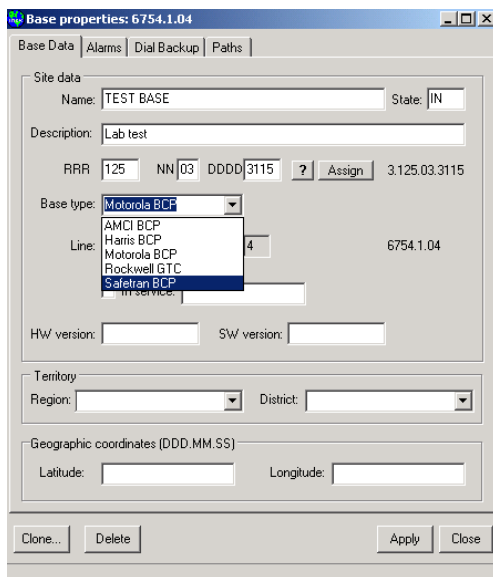 Base properties: 6754.1.04
Base Data Alarms Dial Backup Paths
Site data
Name: TEST BASE State: IN
Description: Lab test
RRR 125 NN 03 DDDD 3115 ? Assign 3.125.03.3115
Base type: Motorola BCP
AMCI BCP
Harris BCP
Line: Motorola BCP 4 6754.1.04
Rockwell GTC
Safetran BCP
In service:
HW version: SW version:
Territory
Region: District:
Geographic coordinates (DDD.MM.SS)
Latitude: Longitude:
Clone... Delete Apply Close